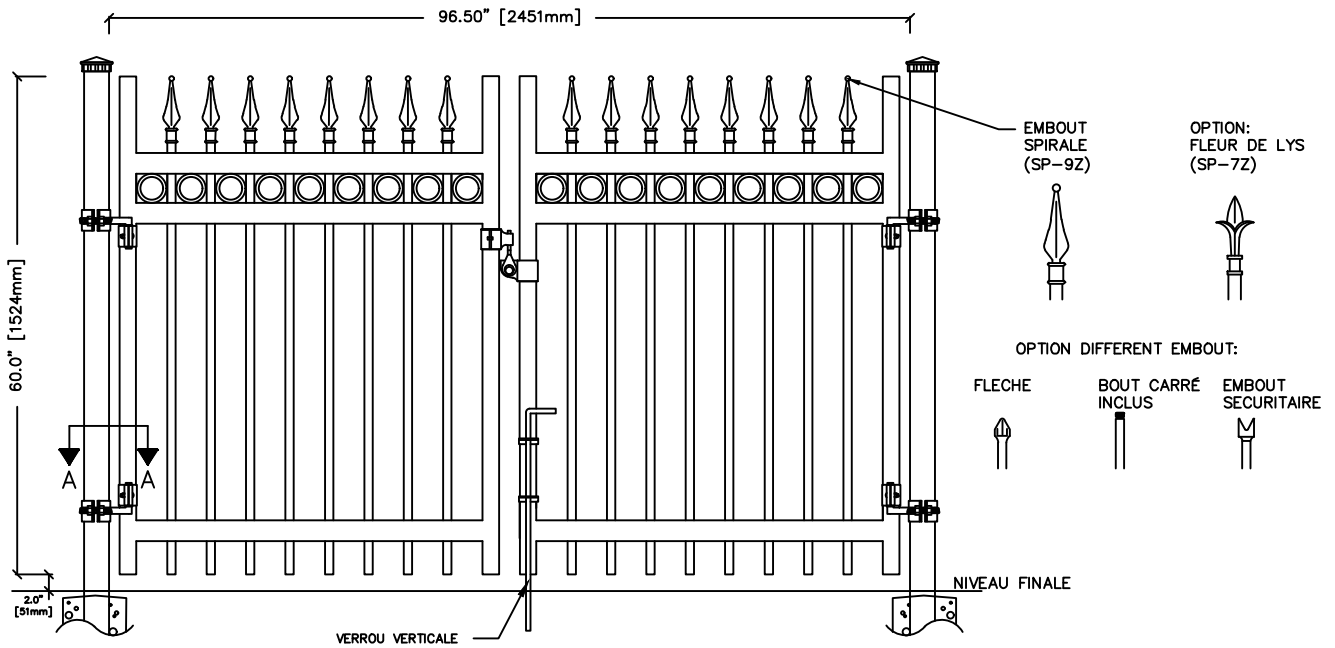 96.50" [2451mm]
60.0" [1524mm]
2.0"
[51mm]
A
A
EMBOUT
SPIRALE
(SP-9Z)
OPTION:
FLEUR DE LYS
(SP-7Z)
OPTION DIFFERENT EMBOUT:
FLECHE
BOUT CARRÉ
INCLUS
EMBOUT
SECURITAIRE
NIVEAU FINALE
VERROU VERTICALE